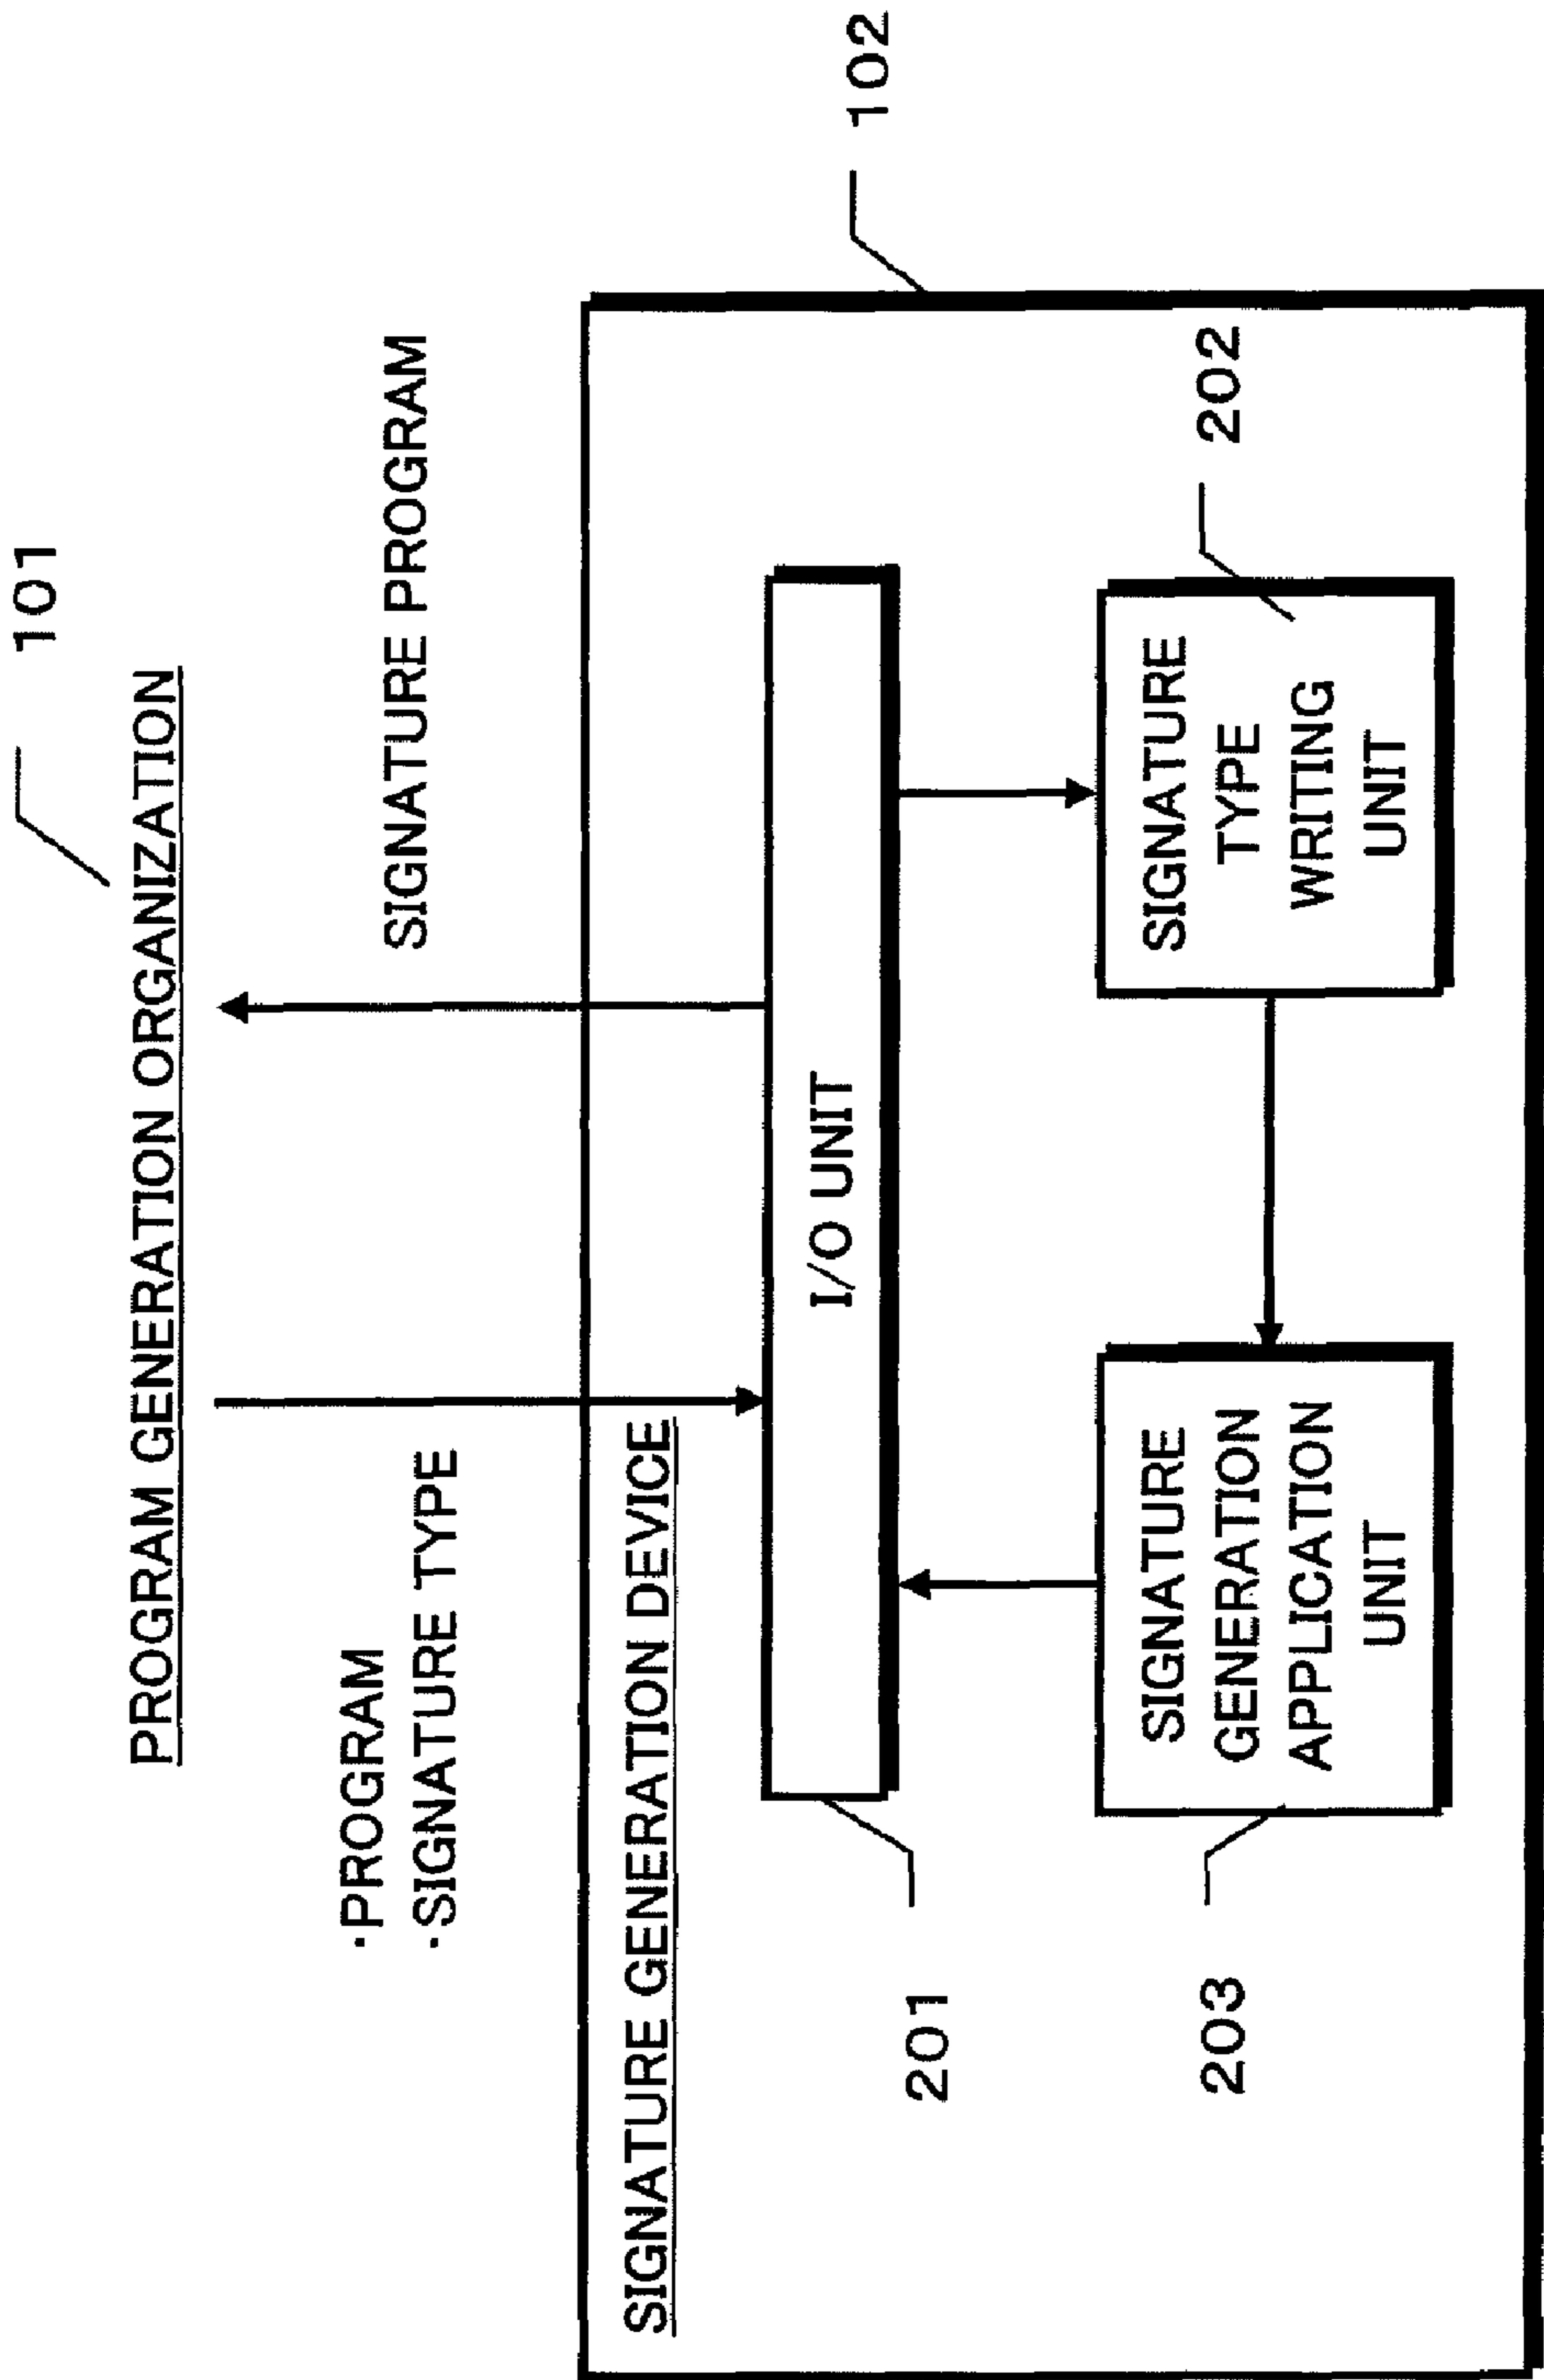 101
PROGRAM GENERATION ORGANIZATION
·PROGRAM
·SIGNATURE TYPE
SIGNATURE PROGRAM
102
SIGNATURE GENERATION DEVICE
I/O UNIT
201
SIGNATURE
GENERATION
APPLICATION
UNIT
203
SIGNATURE
TYPE
WRITING
UNIT
202